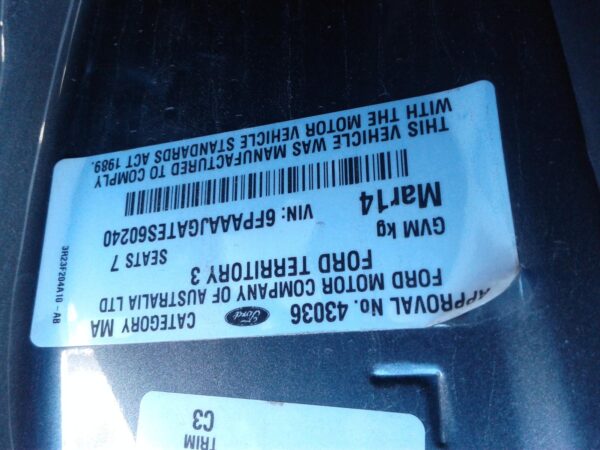 APPROVAL No. 43036 Ford CATEGORY MA
FORD MOTOR COMPANY OF AUSTRALIA LTD
FORD TERRITORY 3
GVM kg SEATS 7
Mar14 VIN: 6FPAAAJGATES60240
THIS VEHICLE WAS MANUFACTURED TO COMPLY
WITH THE MOTOR VEHICLE STANDARDS ACT 1989.
3R23F204A10 - AB
TRIM
C3